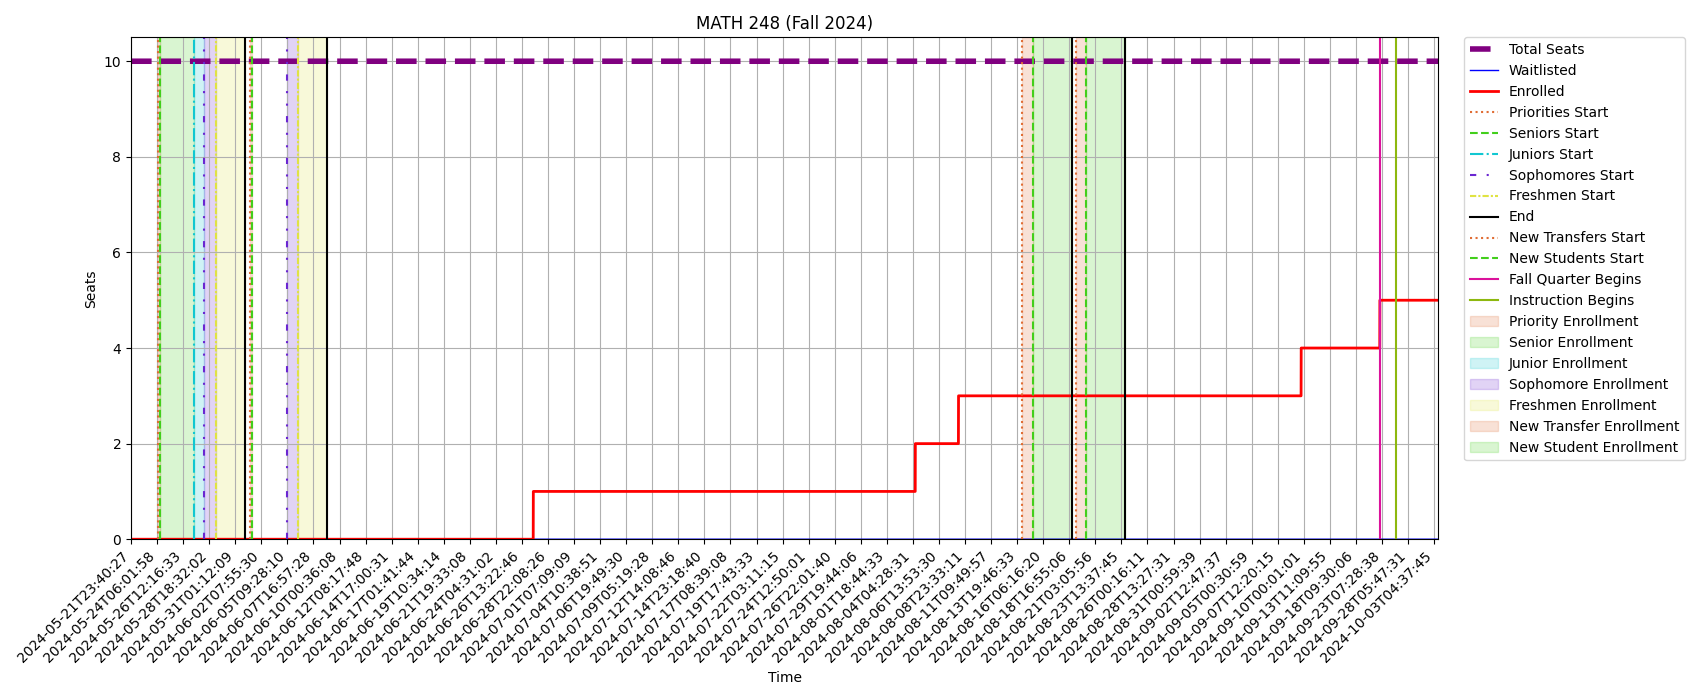 MATH 248 (Fall 2024)
Seats
10
8
6
4
2
0
2024-05-21T23:40:27
2024-05-24T06:01:58
2024-05-26T12:16:33
2024-05-28T18:32:02
2024-05-31T01:12:09
2024-06-02T07:55:30
2024-06-05T09:28:10
2024-06-07T16:57:28
2024-06-10T00:36:08
2024-06-12T08:17:48
2024-06-14T17:00:31
2024-06-17T01:41:44
2024-06-19T10:34:14
2024-06-21T19:33:08
2024-06-24T04:31:02
2024-06-26T13:22:46
2024-06-28T22:08:26
2024-07-01T07:09:09
2024-07-04T10:38:51
2024-07-06T19:49:30
2024-07-09T05:19:28
2024-07-12T14:08:46
2024-07-14T23:18:40
2024-07-17T08:39:08
2024-07-19T17:43:33
2024-07-22T03:11:15
2024-07-24T12:50:01
2024-07-26T22:01:40
2024-07-29T19:44:06
2024-08-01T18:44:33
2024-08-04T04:28:31
2024-08-06T13:53:30
2024-08-08T23:33:11
2024-08-11T09:49:57
2024-08-13T19:46:33
2024-08-16T06:16:20
2024-08-18T16:55:06
2024-08-21T03:05:56
2024-08-23T13:37:45
2024-08-26T00:16:11
2024-08-28T13:27:31
2024-08-31T00:59:39
2024-09-02T12:47:37
2024-09-05T00:30:59
2024-09-07T12:20:15
2024-09-10T00:01:01
2024-09-13T11:09:55
2024-09-18T09:30:06
2024-09-23T07:28:38
2024-09-28T05:47:31
2024-10-03T04:37:45
Time
Total Seats
Waitlisted
Enrolled
Priorities Start
Seniors Start
Juniors Start
Sophomores Start
Freshmen Start
End
New Transfers Start
New Students Start
Fall Quarter Begins
Instruction Begins
Priority Enrollment
Senior Enrollment
Junior Enrollment
Sophomore Enrollment
Freshmen Enrollment
New Transfer Enrollment
New Student Enrollment